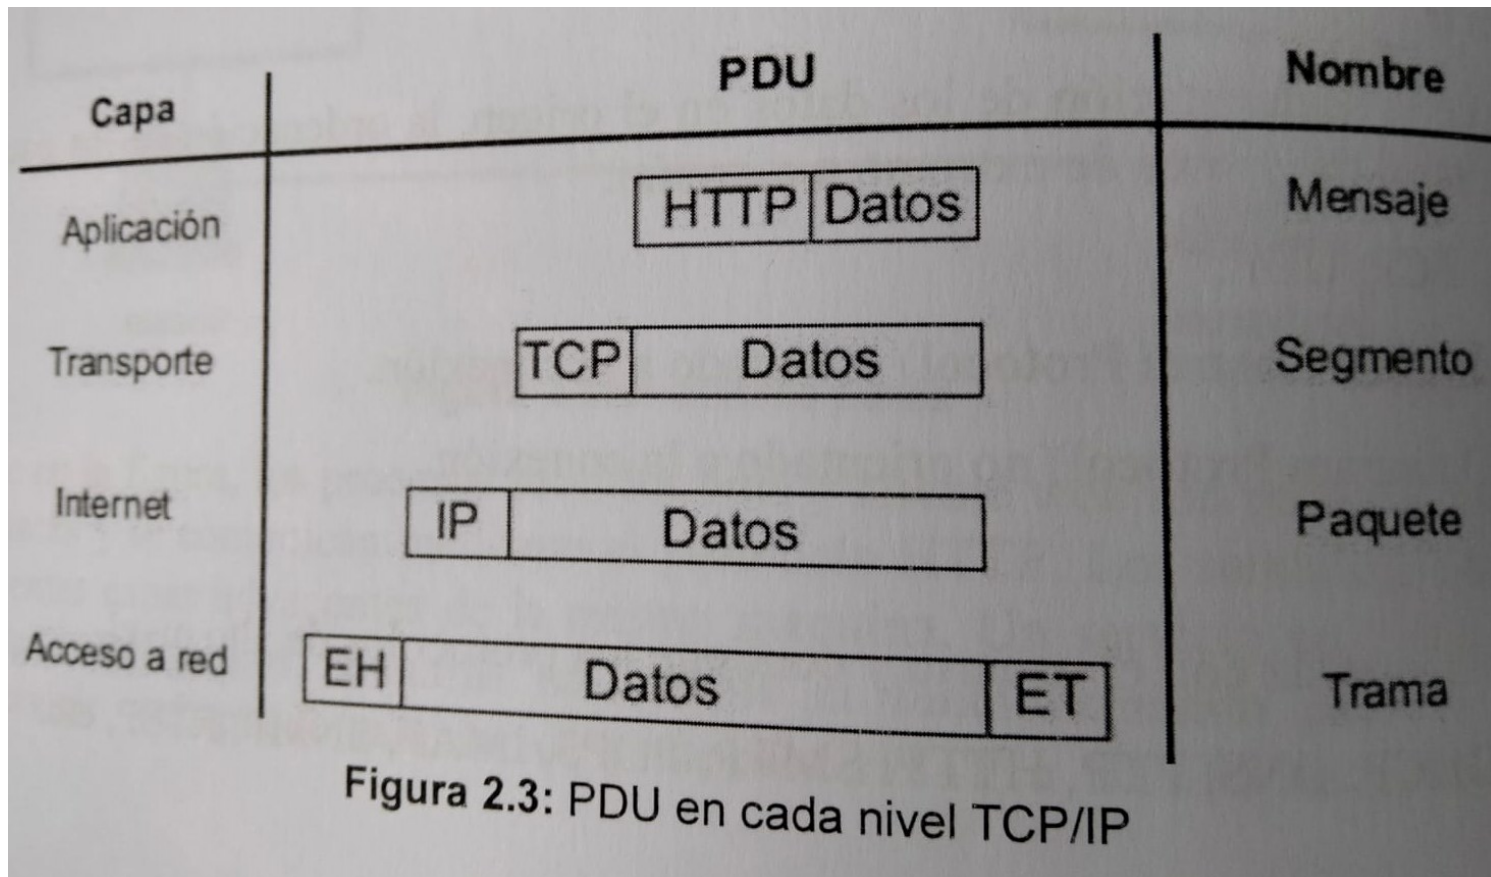 Capa PDU Nombre
Aplicación HTTP Datos Mensaje
Transporte TCP Datos Segmento
Internet IP Datos Paquete
Acceso a red EH Datos ET Trama
Figura 2.3: PDU en cada nivel TCP/IP